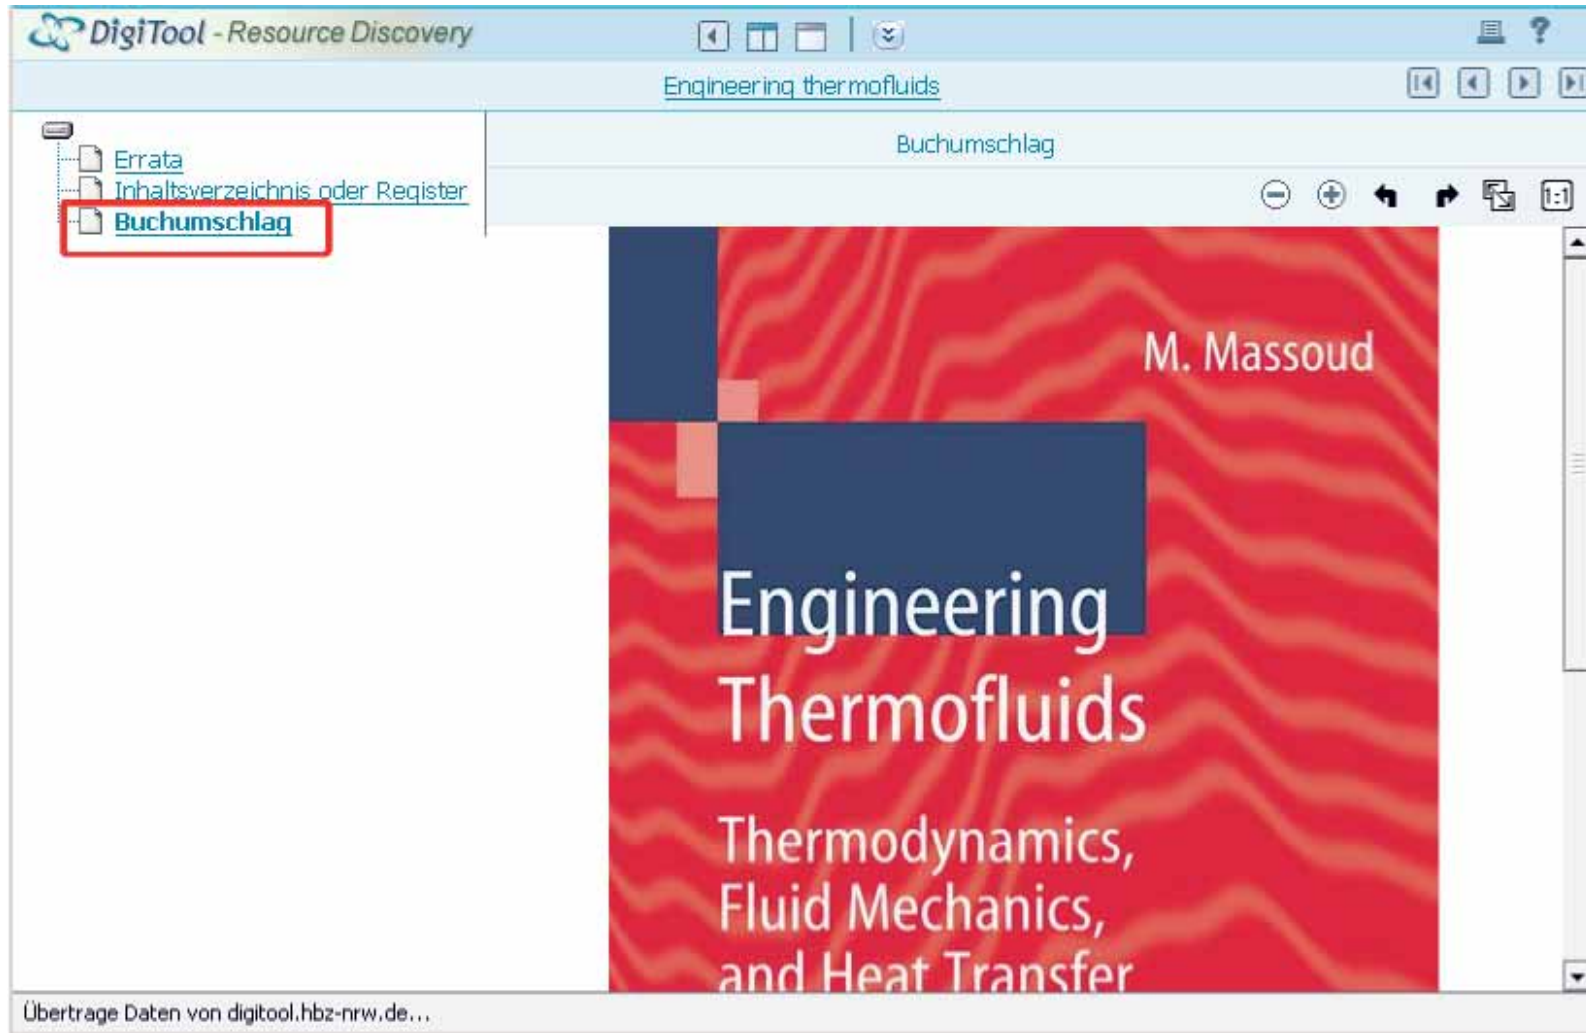 DigiTool - Resource Discovery
?
Engineering thermofluids
Errata
Inhaltsverzeichnis oder Register
Buchumschlag
Buchumschlag
1:1
M. Massoud
Engineering
Thermofluids
Thermodynamics,
Fluid Mechanics,
and Heat Transfer
Übertrage Daten von digitool.hbz-nrw.de...